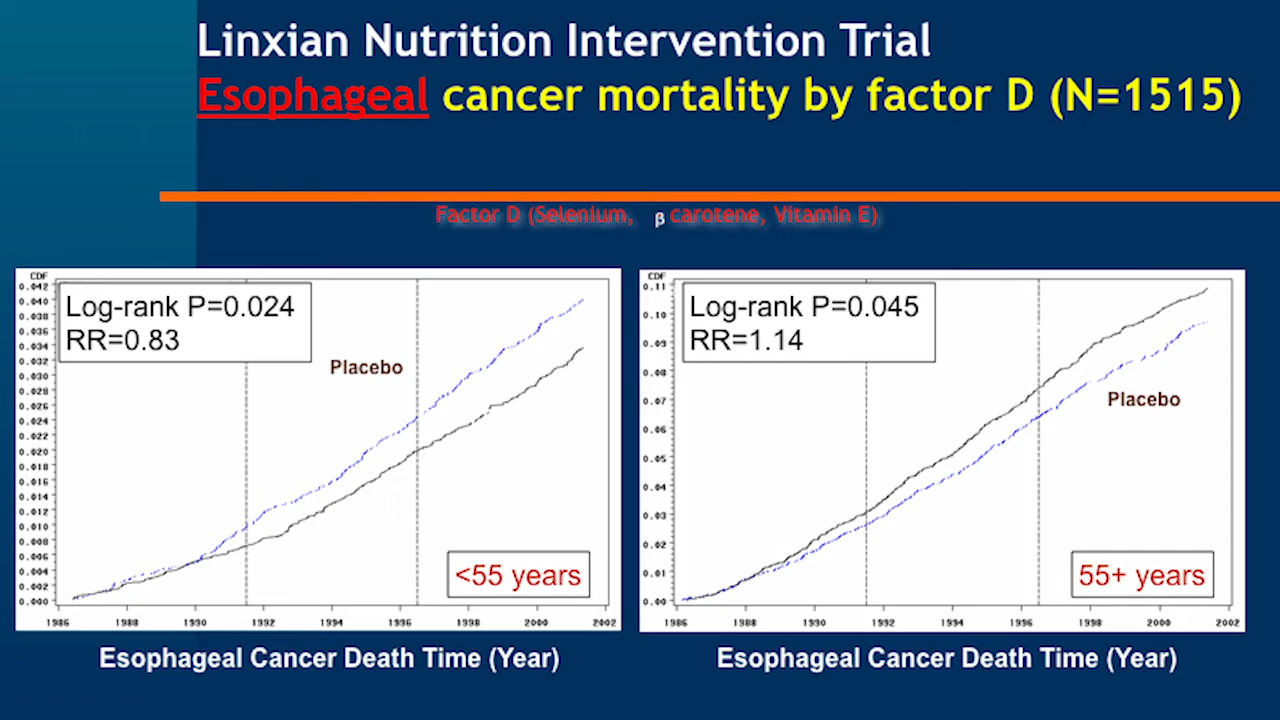 Linxian Nutrition Intervention Trial
Esophageal cancer mortality by factor D (N=1515)
Factor D (Selenium, β carotene, Vitamin E)
CDF
0.042
0.040
0.038
0.036
0.034
0.032
0.030
0.028
0.026
0.024
0.022
0.020
0.018
0.016
0.014
0.012
0.010
0.008
0.006
0.004
0.002
0.000
Log-rank P=0.024
RR=0.83
Placebo
<55 years
1986 1988 1990 1992 1994 1996 1998 2000 2002
Esophageal Cancer Death Time (Year)
CDF
0.11
0.10
0.09
0.08
0.07
0.06
0.05
0.04
0.03
0.02
0.01
0.00
Log-rank P=0.045
RR=1.14
Placebo
55+ years
1986 1988 1990 1992 1994 1996 1998 2000 2002
Esophageal Cancer Death Time (Year)